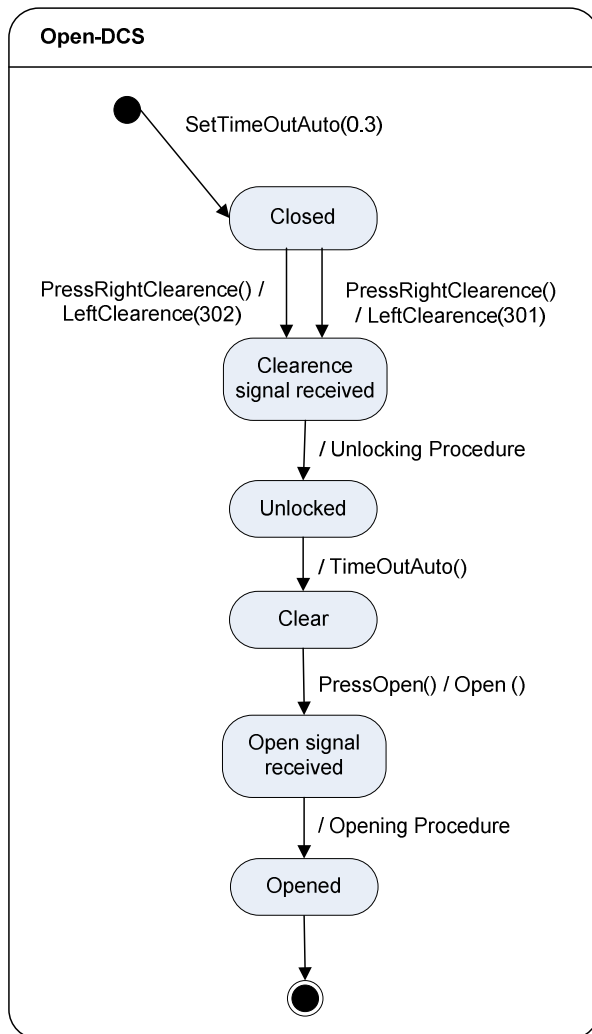 Open-DCS
SetTimeOutAuto(0.3)
Closed
PressRightClearence() /
LeftClearence(302)
PressRightClearence()
/ LeftClearence(301)
Clearence
signal received
/ Unlocking Procedure
Unlocked
/ TimeOutAuto()
Clear
PressOpen() / Open ()
Open signal
received
/ Opening Procedure
Opened